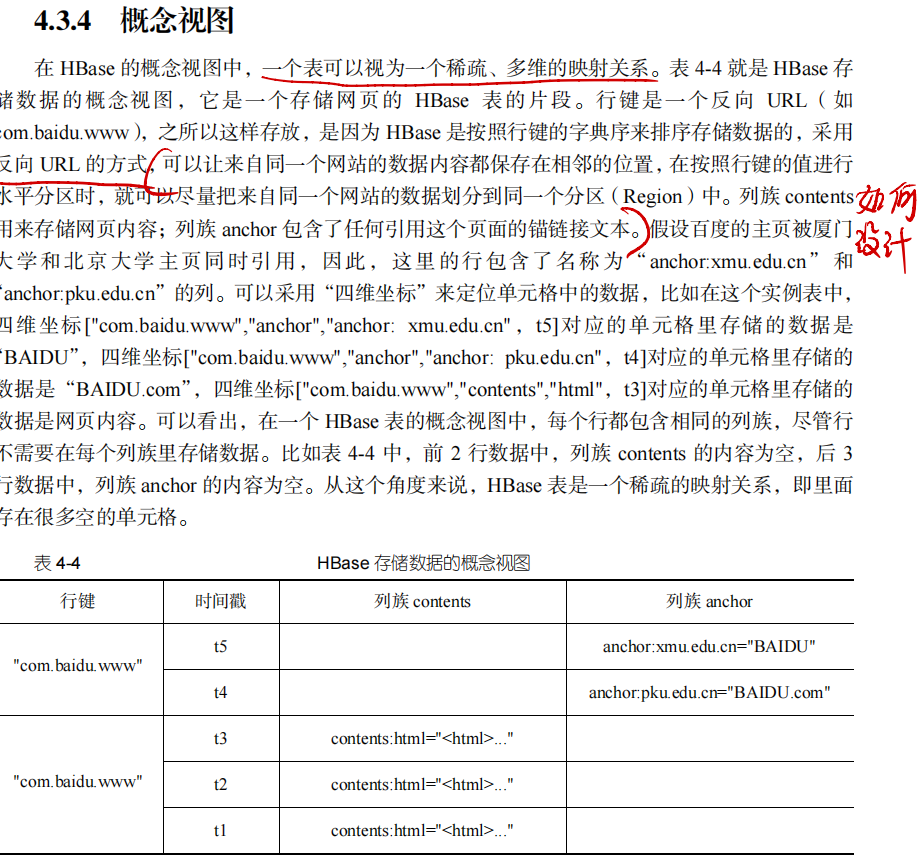 4.3.4 概念视图
在 HBase 的概念视图中，一个表可以视为一个稀疏、多维的映射关系。表 4-4 就是 HBase 存
储数据的概念视图，它是一个存储网页的 HBase 表的片段。行键是一个反向 URL（如
com.baidu.www），之所以这样存放，是因为 HBase 是按照行键的字典序来排序存储数据的，采用
反向 URL 的方式，可以让来自同一个网站的数据内容都保存在相邻的位置，在按照行键的值进行
水平分区时，就可以尽量把来自同一个网站的数据划分到同一个分区（Region）中。列族 contents
用来存储网页内容；列族 anchor 包含了任何引用这个页面的锚链接文本。假设百度的主页被厦门
大学和北京大学主页同时引用，因此，这里的行包含了名称为“anchor:xmu.edu.cn”和
“anchor:pku.edu.cn”的列。可以采用“四维坐标”来定位单元格中的数据，比如在这个实例表中，
四维坐标["com.baidu.www","anchor","anchor: xmu.edu.cn"，t5]对应的单元格里存储的数据是
“BAIDU”，四维坐标["com.baidu.www","anchor","anchor: pku.edu.cn"，t4]对应的单元格里存储的
数据是“BAIDU.com”，四维坐标["com.baidu.www","contents","html"，t3]对应的单元格里存储的
数据是网页内容。可以看出，在一个 HBase 表的概念视图中，每个行都包含相同的列族，尽管行
不需要在每个列族里存储数据。比如表 4-4 中，前 2 行数据中，列族 contents 的内容为空，后 3
行数据中，列族 anchor 的内容为空。从这个角度来说，HBase 表是一个稀疏的映射关系，即里面
存在很多空的单元格。
如何
设计
表 4-4 HBase 存储数据的概念视图
行键 时间戳 列族 contents 列族 anchor
"com.baidu.www" t5 anchor:xmu.edu.cn="BAIDU"
t4 anchor:pku.edu.cn="BAIDU.com"
"com.baidu.www" t3 contents:html="<html>..."
t2 contents:html="<html>..."
t1 contents:html="<html>..."